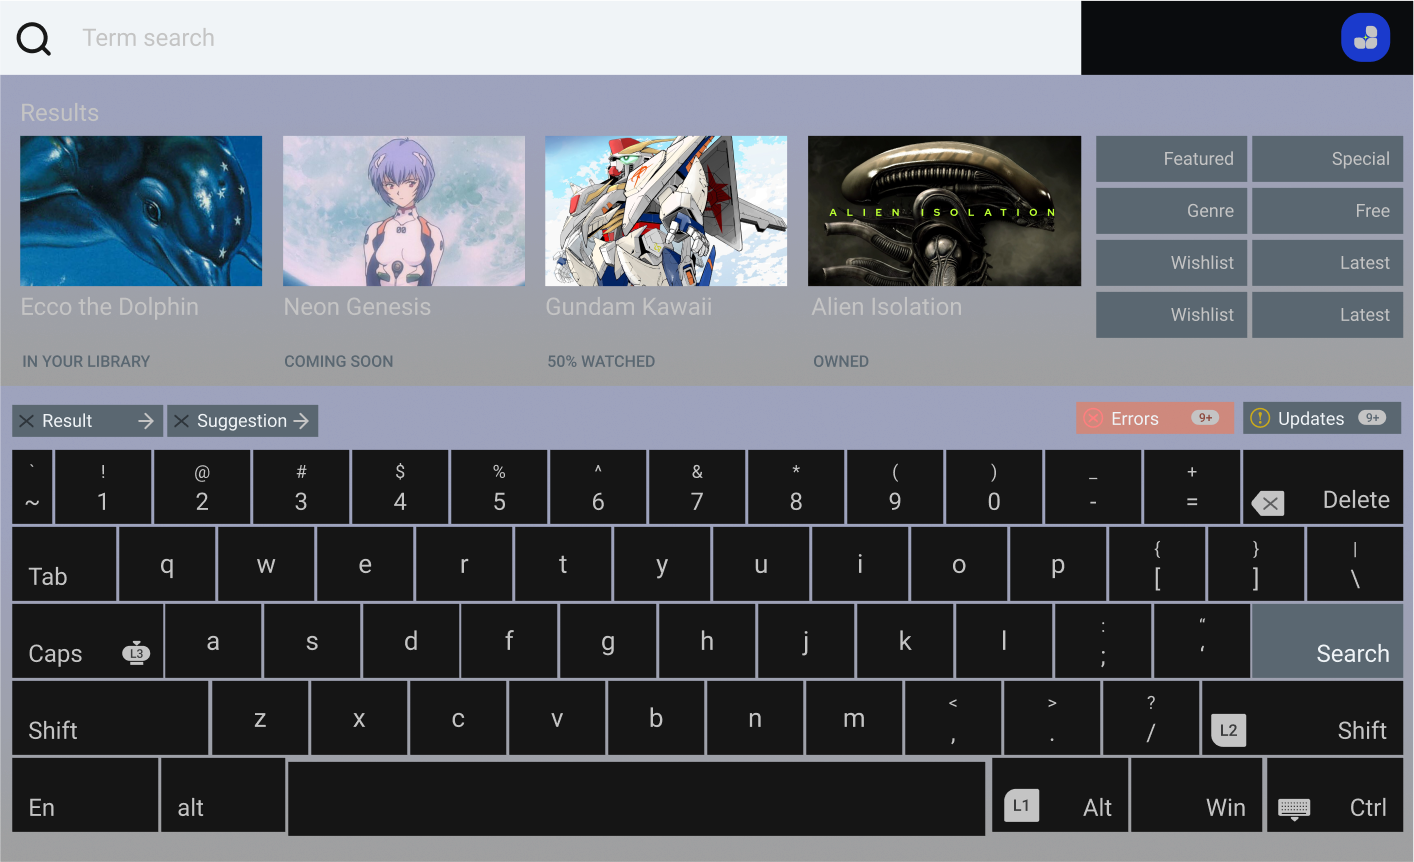 Term search
Results
Ecco the Dolphin
IN YOUR LIBRARY
00
Neon Genesis
COMING SOON
Gundam Kawaii
50% WATCHED
ALIEN ISOLATION
Alien Isolation
OWNED
Featured Special
Genre Free
Wishlist Latest
Wishlist Latest
Result Suggestion Errors 9+ Updates 9+
` ! @ # $ % ^ & * ( ) _ +
~ 1 2 3 4 5 6 7 8 9 0 - = Delete
{ } |
Tab q w e r t y u i o p [ ] \
: “
Caps L3 a s d f g h j k l ; ‘ Search
< > ?
Shift z x c v b n m , . / L2 Shift
En alt L1 Alt Win Ctrl